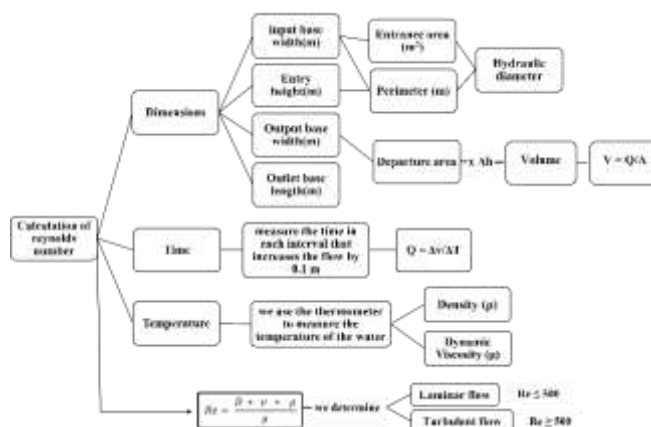 Input base
width(m)
Entrance area
(m²)
Hydraulic
diameter
Entry
height(m)
Perimeter (m)
Dimensions
Output base
width(m)
Departure area
x Ah
Volume
V = Q/A
Outlet base
length(m)
Calculation of
reynolds
number
Time
measure the time in
each interval that
increases the flow by
0.1 m
Q = Δv/ΔT
Temperature
we use the thermometer
to measure the
temperature of the water
Density (ρ)
Dynamic
Viscosity (μ)
we determine
Laminar flow
Re ≤ 500
Turbulent flow
Re ≥ 500